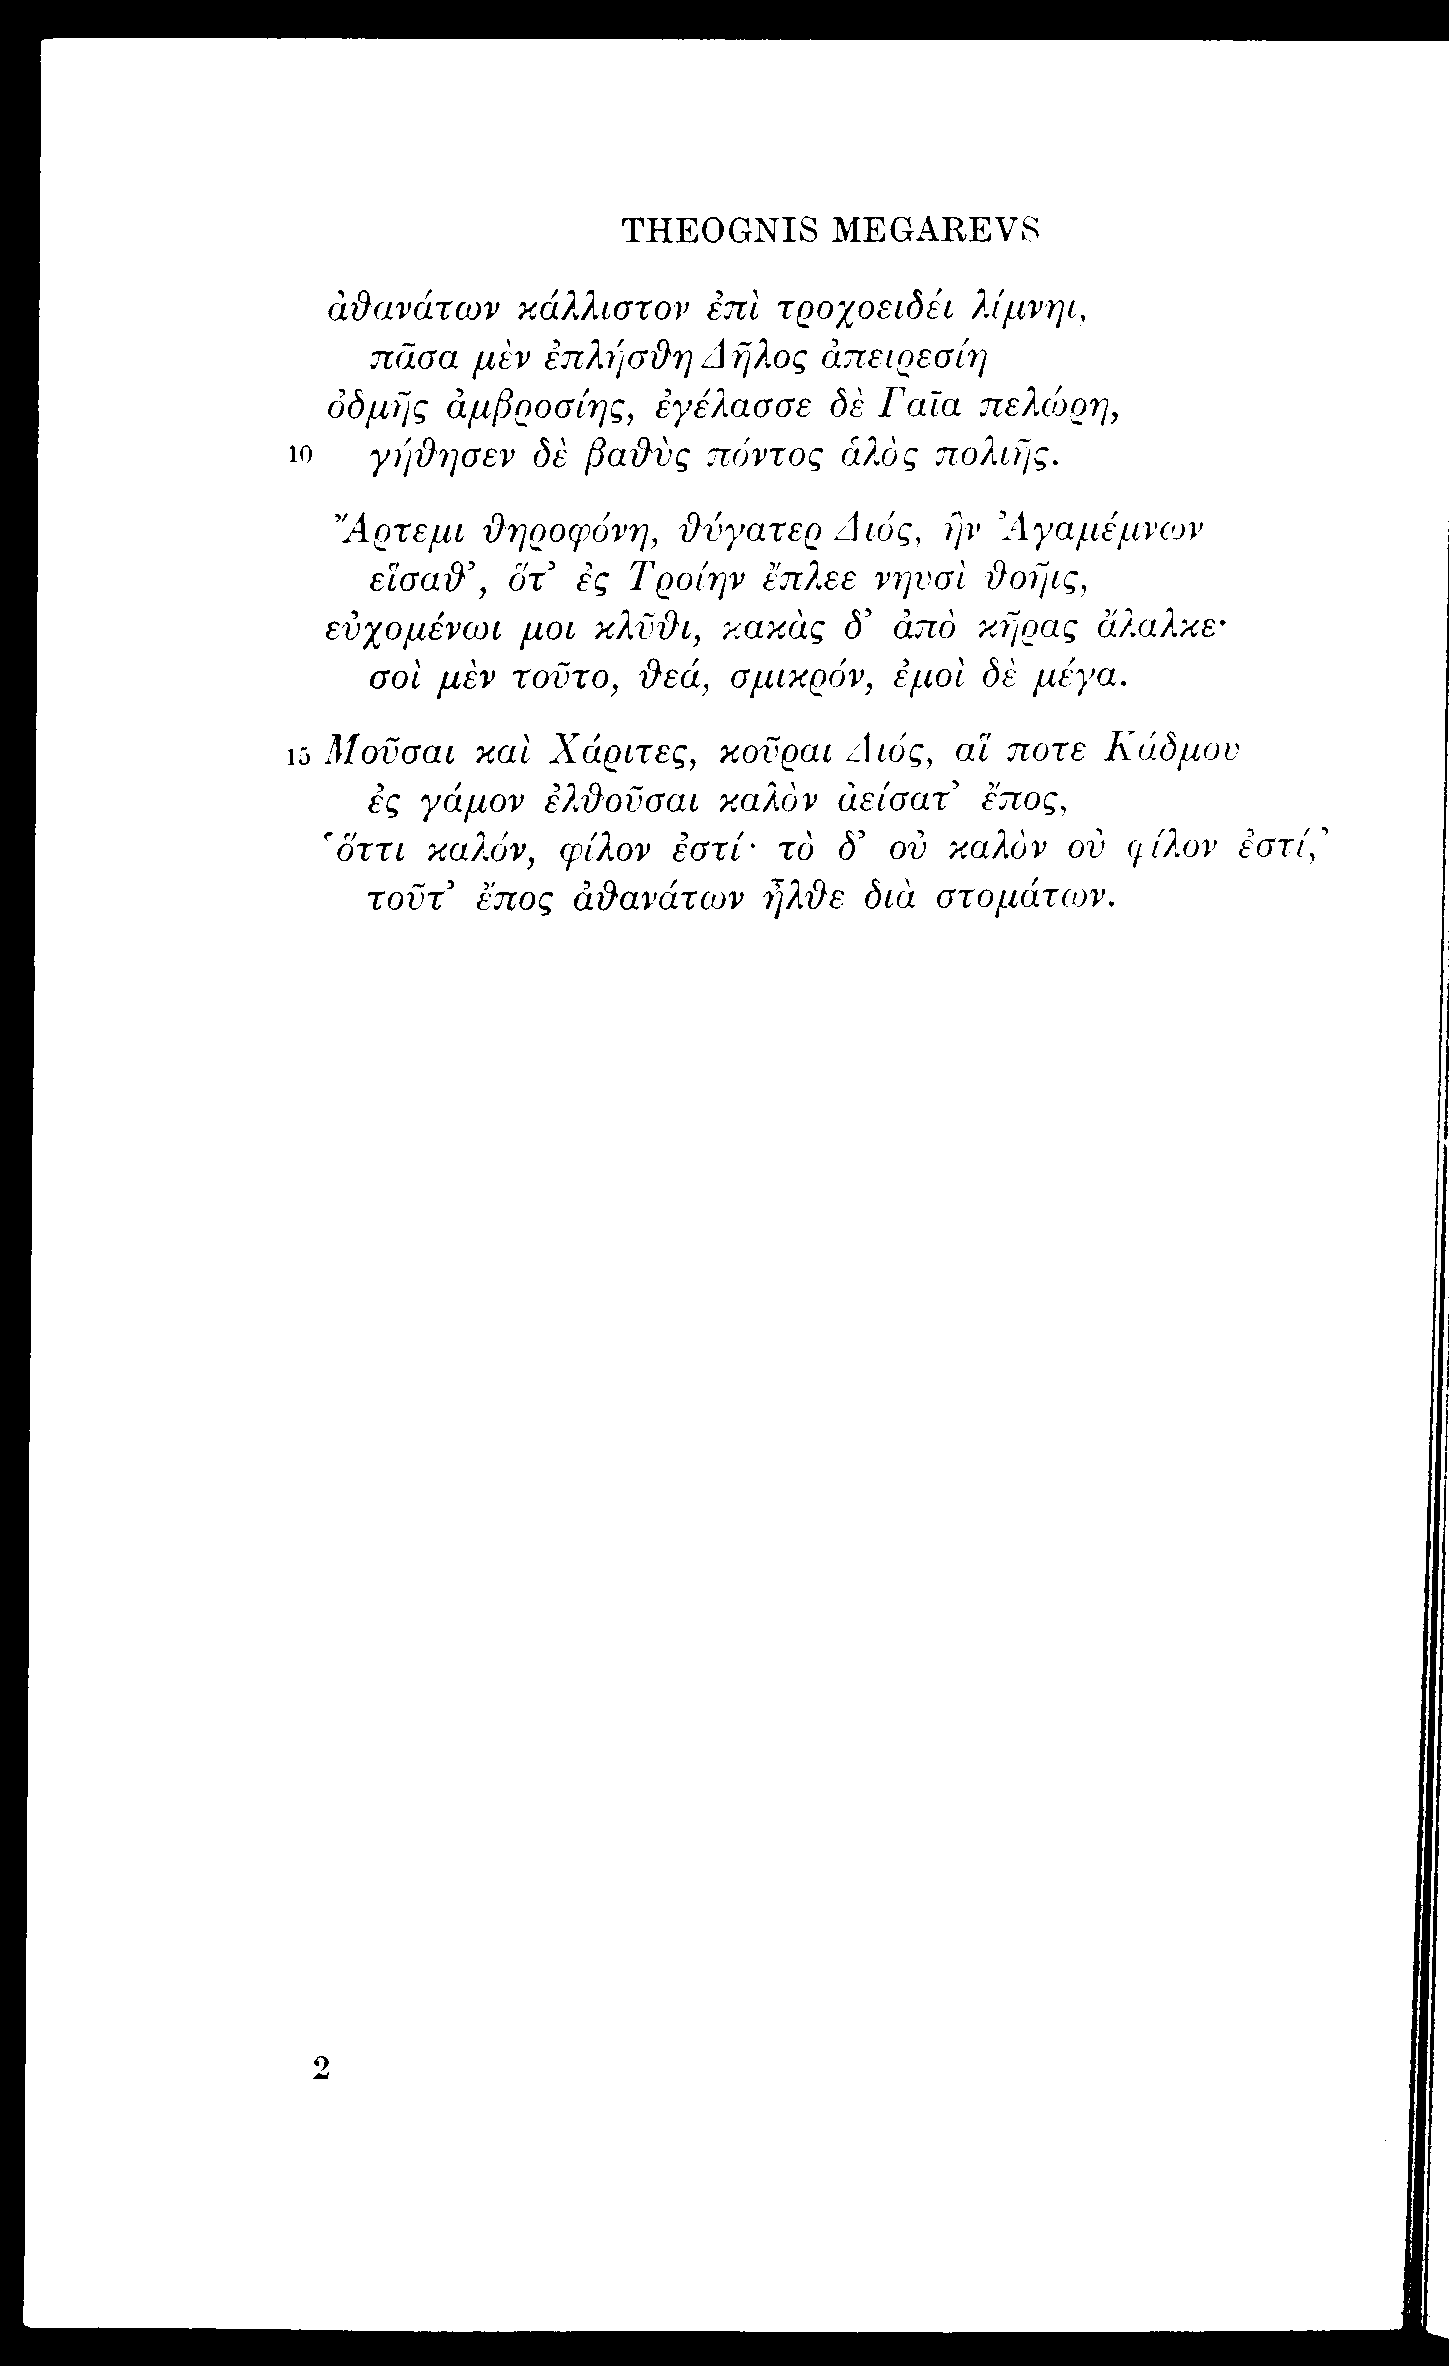 THEOGNIS MEGAREVS
ἀθανάτων κάλλιστον ἐπὶ τροχοειδέι λίμνηι,
πᾶσα μὲν ἐπλήσθη Δῆλος ἀπειρεσίη
ὀδμῆς ἀμβροσίης, ἐγέλασσε δὲ Γαῖα πελώρη,
10 γήθησεν δὲ βαθὺς πόντος ἁλὸς πολιῆς.
Ἄρτεμι θηροφόνη, θύγατερ Διός, ἣν Ἀγαμέμνων
εἵσαθ’, ὅτ’ ἐς Τροίην ἔπλεε νηυσὶ θοῆις,
εὐχομένωι μοι κλῦθι, κακὰς δ’ ἀπὸ κῆρας ἄλαλκε·
σοὶ μὲν τοῦτο, θεά, σμικρόν, ἐμοὶ δὲ μέγα.
15 Μοῦσαι καὶ Χάριτες, κοῦραι Διός, αἵ ποτε Κάδμου
ἐς γάμον ἐλθοῦσαι καλὸν ἀείσατ’ ἔπος,
‘ὅττι καλόν, φίλον ἐστί· τὸ δ’ οὐ καλὸν οὐ φίλον ἐστί,’
τοῦτ’ ἔπος ἀθανάτων ἦλθε διὰ στομάτων.
2